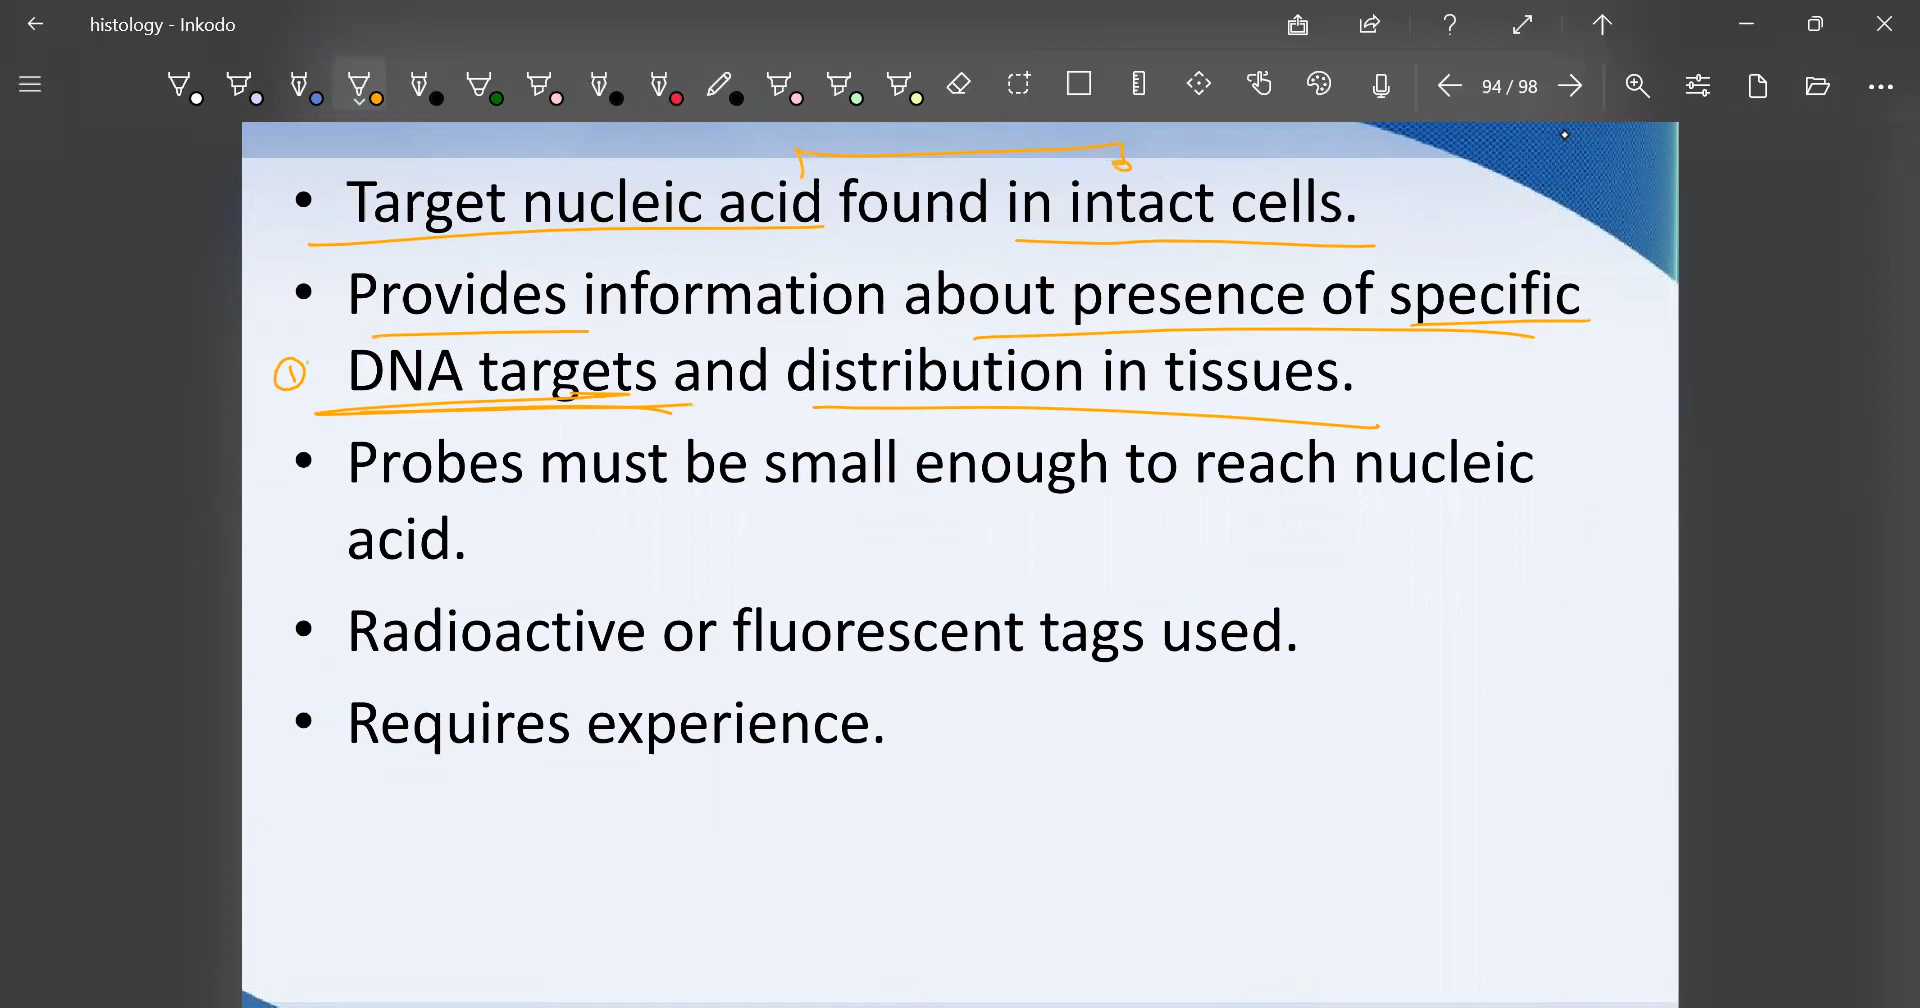 histology - Inkodo
94 / 98
• Target nucleic acid found in intact cells.
• Provides information about presence of specific
① DNA targets and distribution in tissues.
• Probes must be small enough to reach nucleic
acid.
• Radioactive or fluorescent tags used.
• Requires experience.